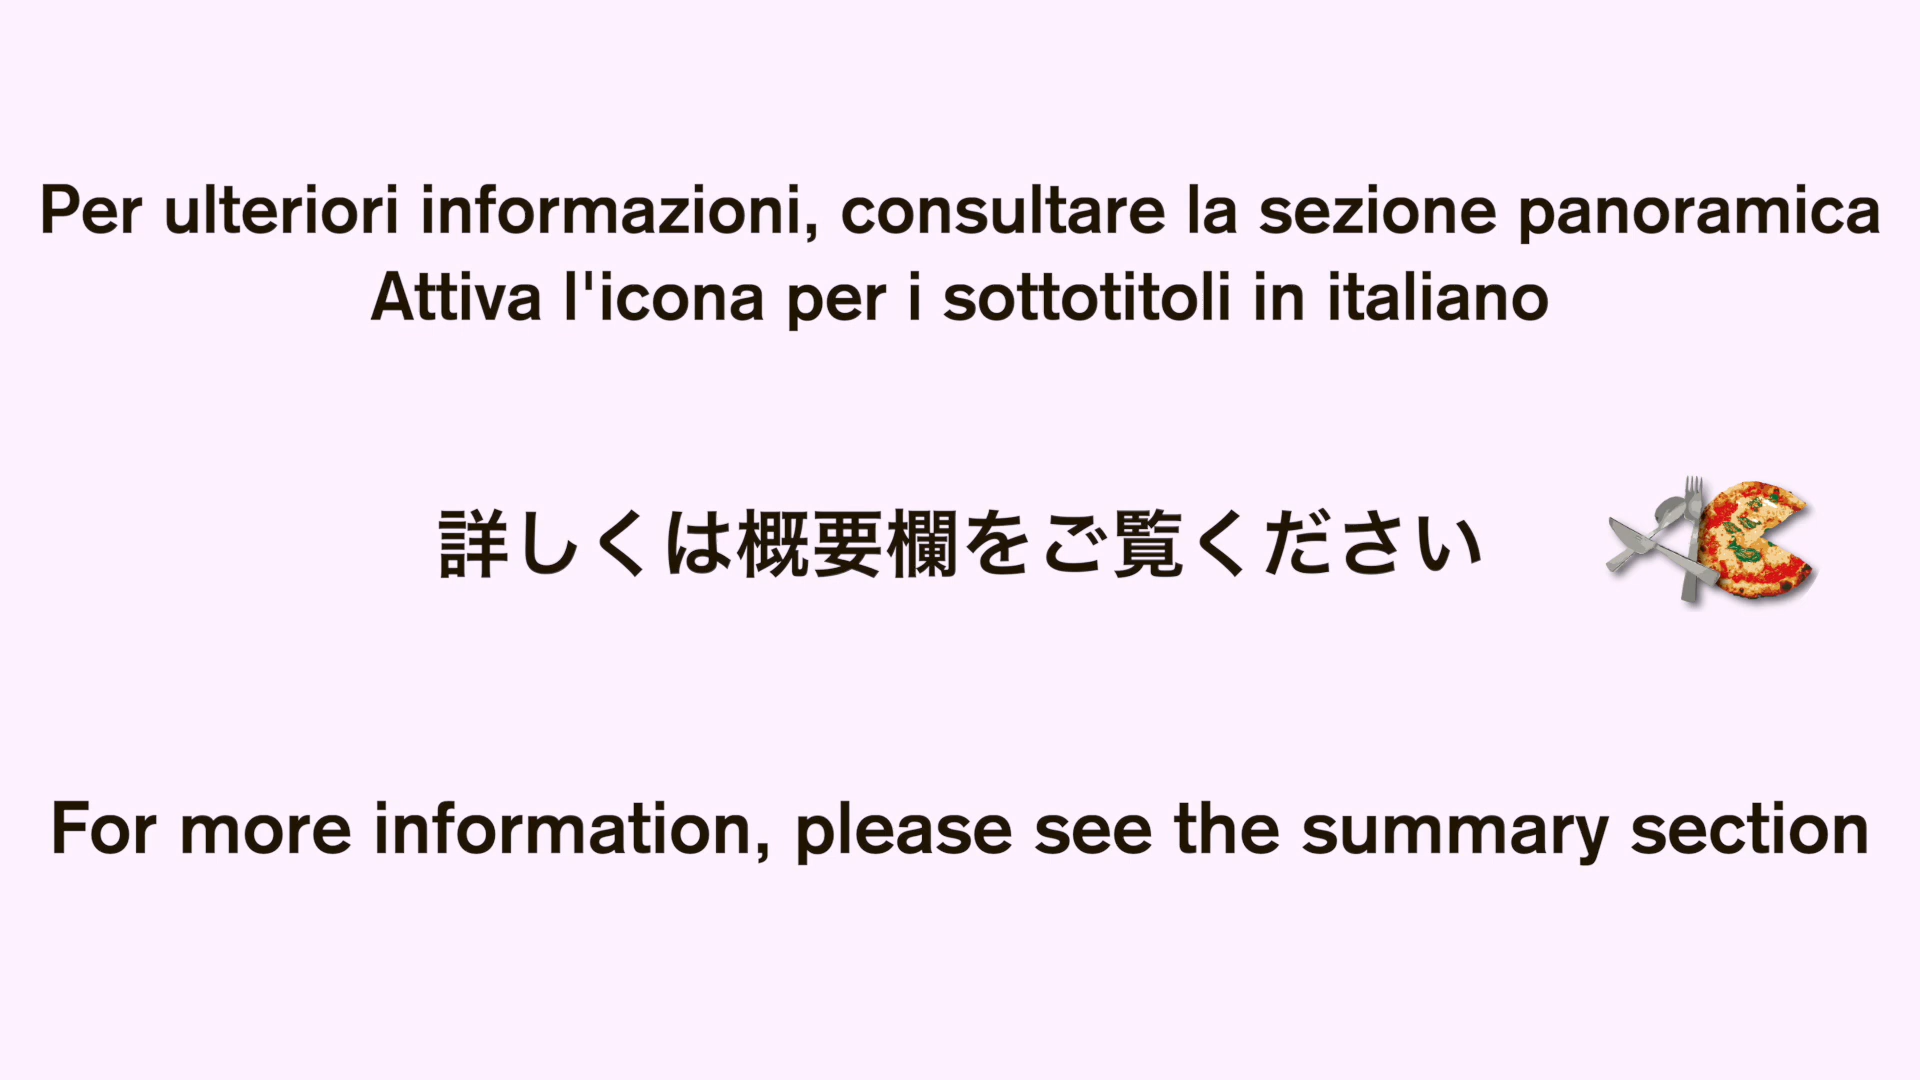 Per ulteriori informazioni, consultare la sezione panoramica
Attiva l'icona per i sottotitoli in italiano
詳しくは概要欄をご覧ください
For more information, please see the summary section